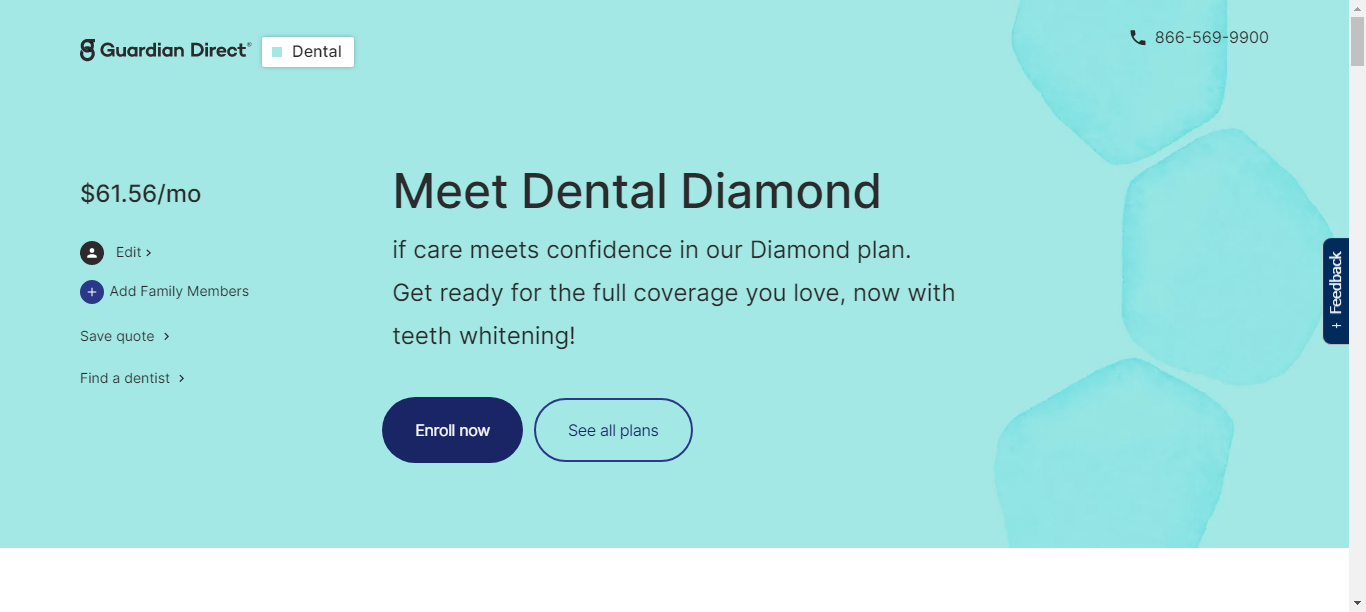 Guardian Direct®
Dental
866-569-9900
$61.56/mo
Edit
Add Family Members
Save quote
Find a dentist
Meet Dental Diamond
if care meets confidence in our Diamond plan.
Get ready for the full coverage you love, now with
teeth whitening!
Enroll now
See all plans
+ Feedback